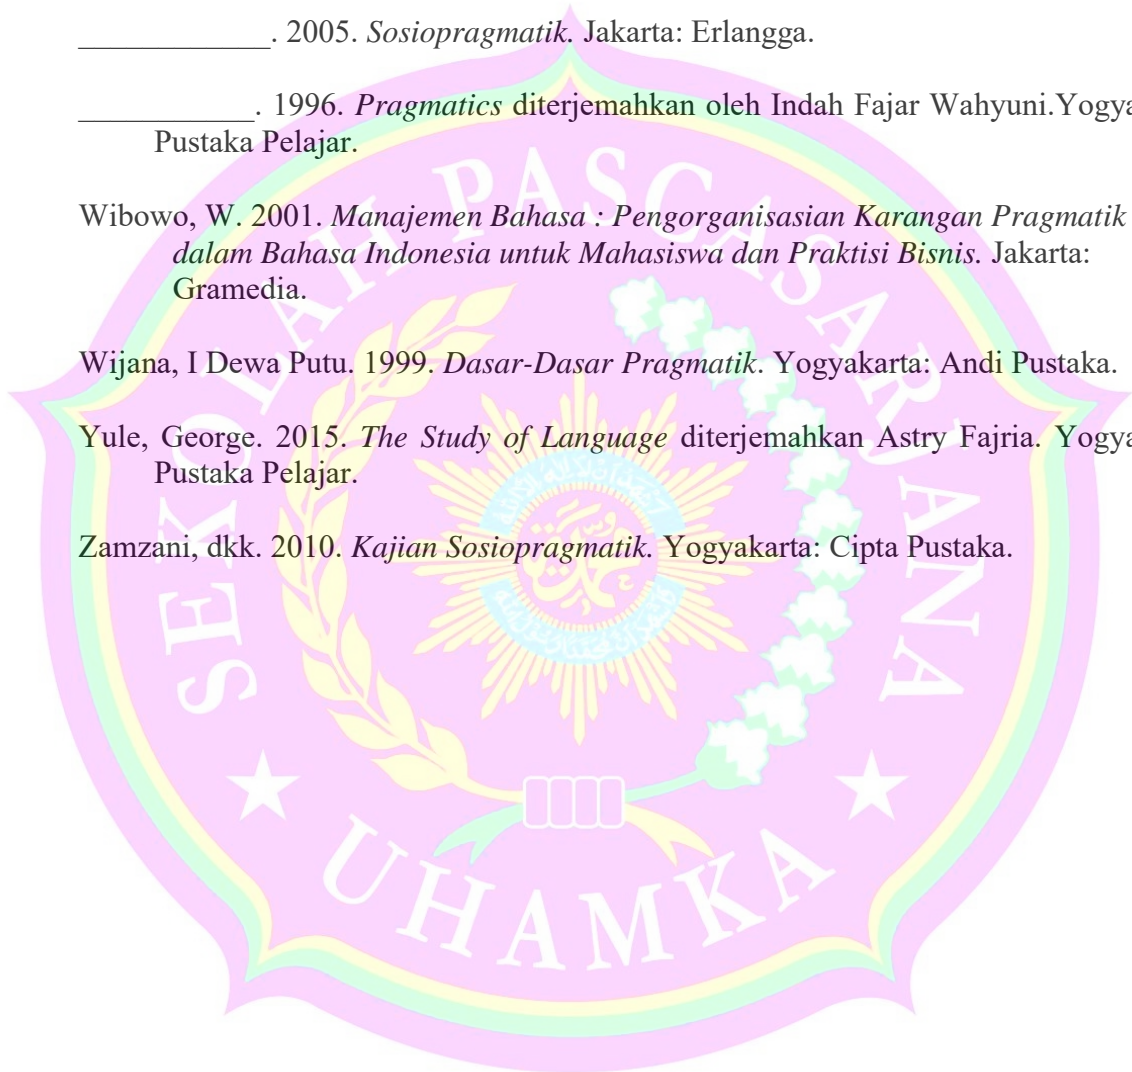 ____________. 2005. Sosiopragmatik. Jakarta: Erlangga.
___________. 1996. Pragmatics diterjemahkan oleh Indah Fajar Wahyuni.Yogya
Pustaka Pelajar.
Wibowo, W. 2001. Manajemen Bahasa : Pengorganisasian Karangan Pragmatik
dalam Bahasa Indonesia untuk Mahasiswa dan Praktisi Bisnis. Jakarta:
Gramedia.
Wijana, I Dewa Putu. 1999. Dasar-Dasar Pragmatik. Yogyakarta: Andi Pustaka.
Yule, George. 2015. The Study of Language diterjemahkan Astry Fajria. Yogya
Pustaka Pelajar.
Zamzani, dkk. 2010. Kajian Sosiopragmatik. Yogyakarta: Cipta Pustaka.
SEKOLAH PASCASARJANA
UHAMKA